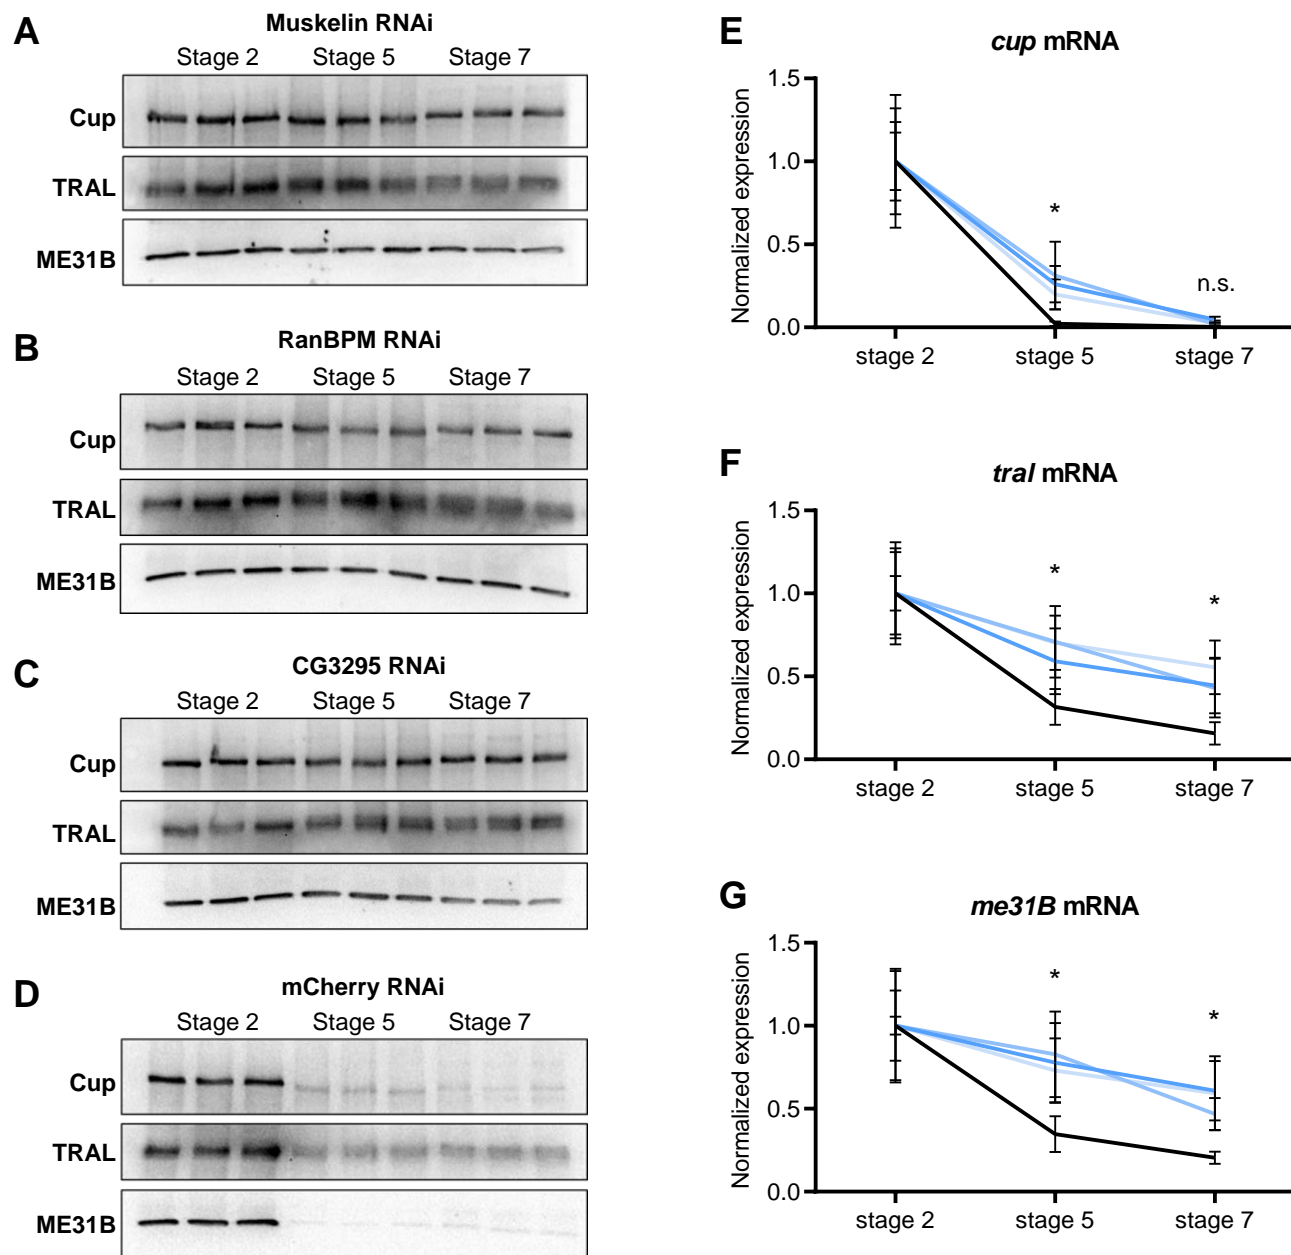 A
Muskelin RNAi
Stage 2 Stage 5 Stage 7
Cup
TRAL
ME31B
B
RanBPM RNAi
Stage 2 Stage 5 Stage 7
Cup
TRAL
ME31B
C
CG3295 RNAi
Stage 2 Stage 5 Stage 7
Cup
TRAL
ME31B
D
mCherry RNAi
Stage 2 Stage 5 Stage 7
Cup
TRAL
ME31B
E
cup mRNA
Normalized expression
1.5
1.0
0.5
0.0
*
n.s.
stage 2 stage 5 stage 7
F
tral mRNA
Normalized expression
1.5
1.0
0.5
0.0
*
*
stage 2 stage 5 stage 7
G
me31B mRNA
Normalized expression
1.5
1.0
0.5
0.0
*
*
stage 2 stage 5 stage 7